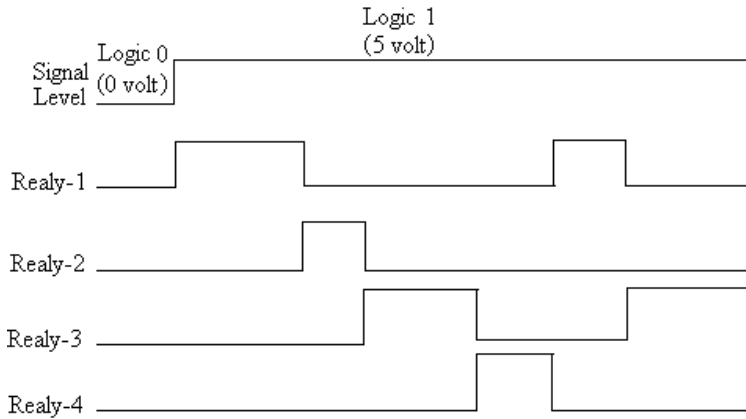 Logic 1
(5 volt)
Logic 0
(0 volt)
Signal
Level
Realy-1
Realy-2
Realy-3
Realy-4